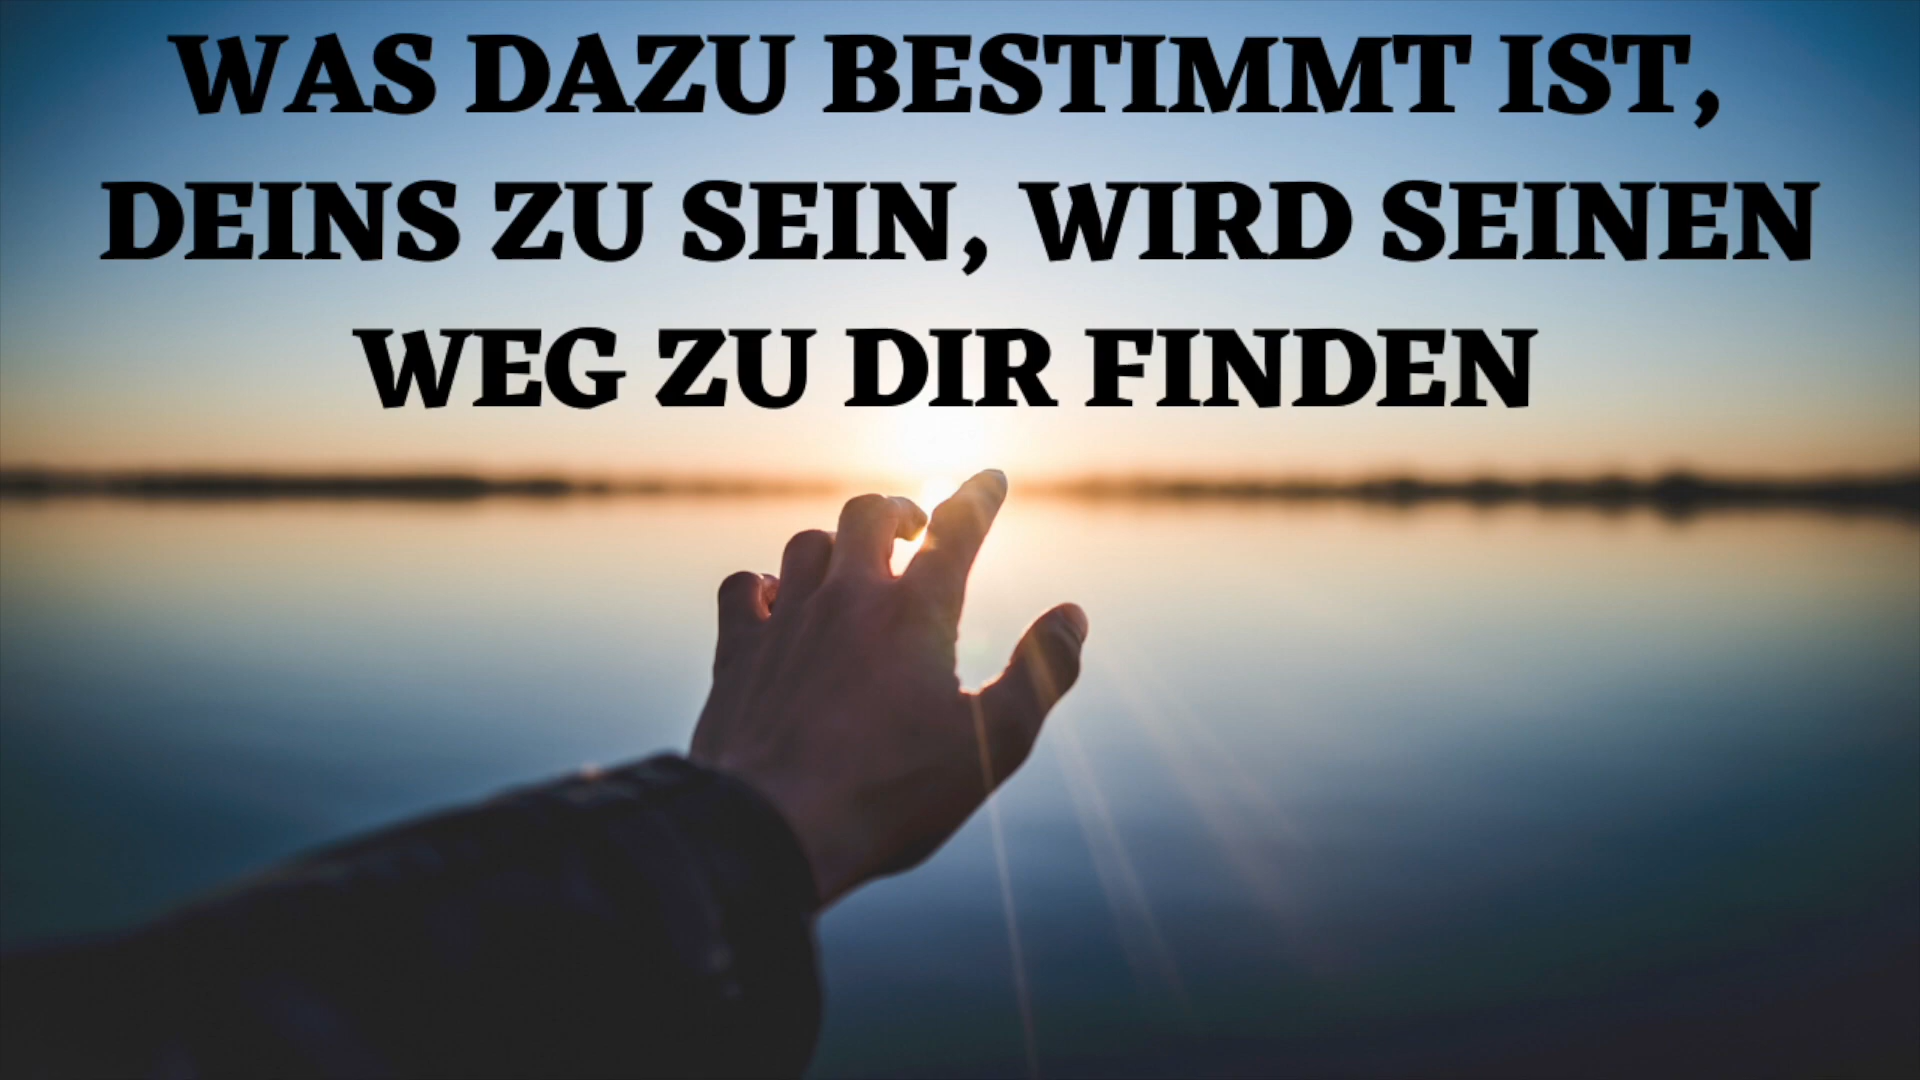 WAS DAZU BESTIMMT IST,
DEINS ZU SEIN, WIRD SEINEN
WEG ZU DIR FINDEN